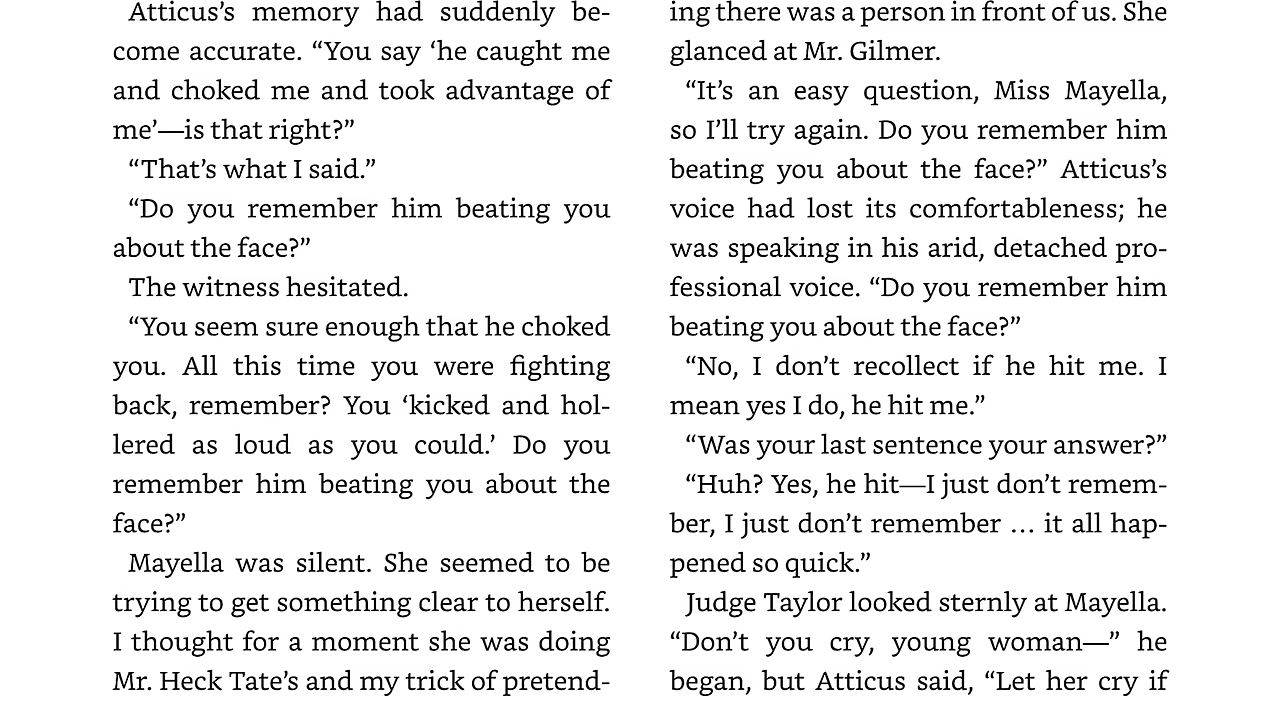 Atticus’s memory had suddenly be-
come accurate. “You say ‘he caught me
and choked me and took advantage of
me’—is that right?”
“That’s what I said.”
“Do you remember him beating you
about the face?”
The witness hesitated.
“You seem sure enough that he choked
you. All this time you were fighting
back, remember? You ‘kicked and hol-
lered as loud as you could.’ Do you
remember him beating you about the
face?”
Mayella was silent. She seemed to be
trying to get something clear to herself.
I thought for a moment she was doing
Mr. Heck Tate’s and my trick of pretend-
ing there was a person in front of us. She
glanced at Mr. Gilmer.
“It’s an easy question, Miss Mayella,
so I’ll try again. Do you remember him
beating you about the face?” Atticus’s
voice had lost its comfortableness; he
was speaking in his arid, detached pro-
fessional voice. “Do you remember him
beating you about the face?”
“No, I don’t recollect if he hit me. I
mean yes I do, he hit me.”
“Was your last sentence your answer?”
“Huh? Yes, he hit—I just don’t remem-
ber, I just don’t remember … it all hap-
pened so quick.”
Judge Taylor looked sternly at Mayella.
“Don’t you cry, young woman—” he
began, but Atticus said, “Let her cry if